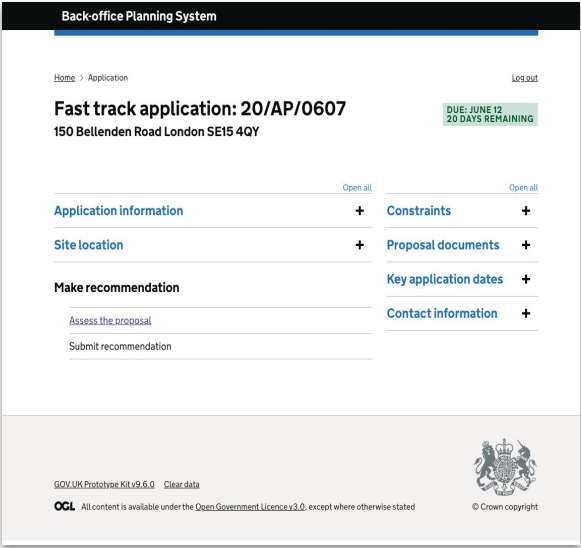 Back-office Planning System
Home > Application
Log out
Fast track application: 20/AP/0607
150 Bellenden Road London SE15 4QY
DUE: JUNE 12
20 DAYS REMAINING
Open all
Application information +
Site location +
Make recommendation
Assess the proposal
Submit recommendation
Open all
Constraints +
Proposal documents +
Key application dates +
Contact information +
GOV.UK Prototype Kit v9.6.0 Clear data
OGL All content is available under the Open Government Licence v3.0, except where otherwise stated
© Crown copyright